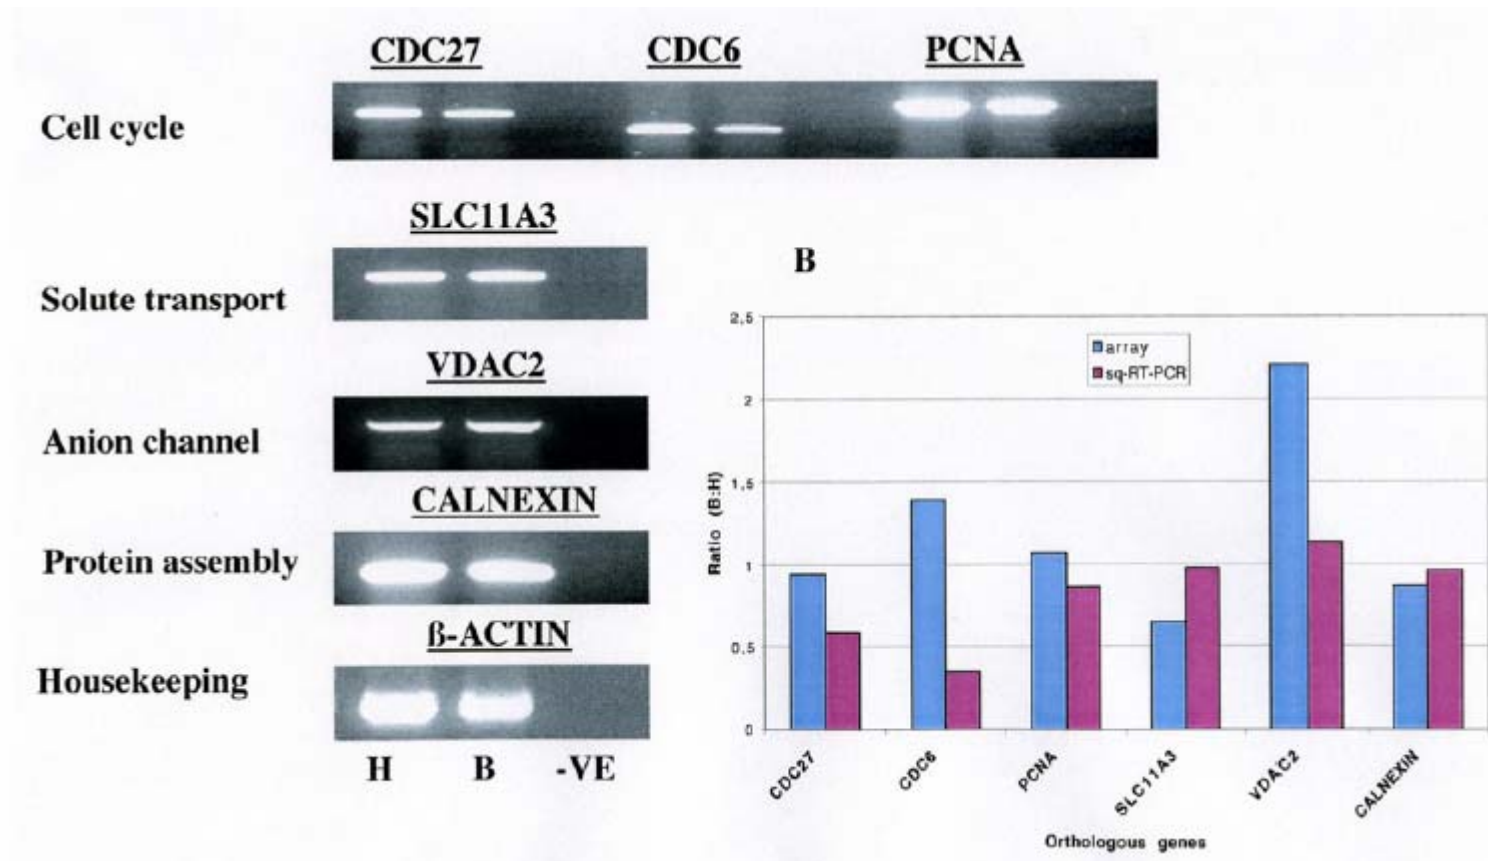 CDC27 CDC6 PCNA
Cell cycle
SLC11A3
Solute transport
VDAC2
Anion channel
CALNEXIN
Protein assembly
ß-ACTIN
Housekeeping
H B -VE
B
2,5
2
1,5
1
0,5
0
Ratio (B:H)
array
sq-RT-PCR
CDC27
CDC6
PCNA
SLC11A3
VDAC2
CALNEXIN
Orthologous genes